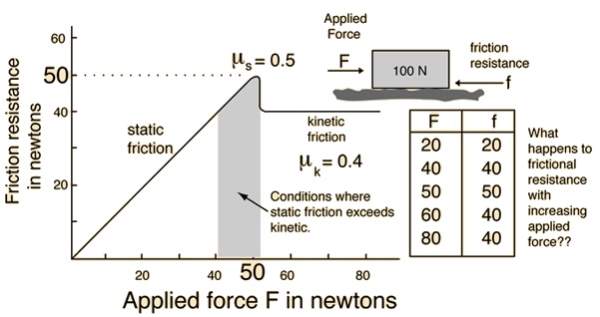 Applied
Force
F
100 N
friction
resistance
f
Friction resistance
in newtons
60
50
40
20
μs = 0.5
static
friction
kinetic
friction
μk = 0.4
Conditions where
static friction exceeds
kinetic.
20 40 50 60 80
Applied force F in newtons
F f
20 20
40 40
50 50
60 40
80 40
What
happens to
frictional
resistance
with
increasing
applied
force??